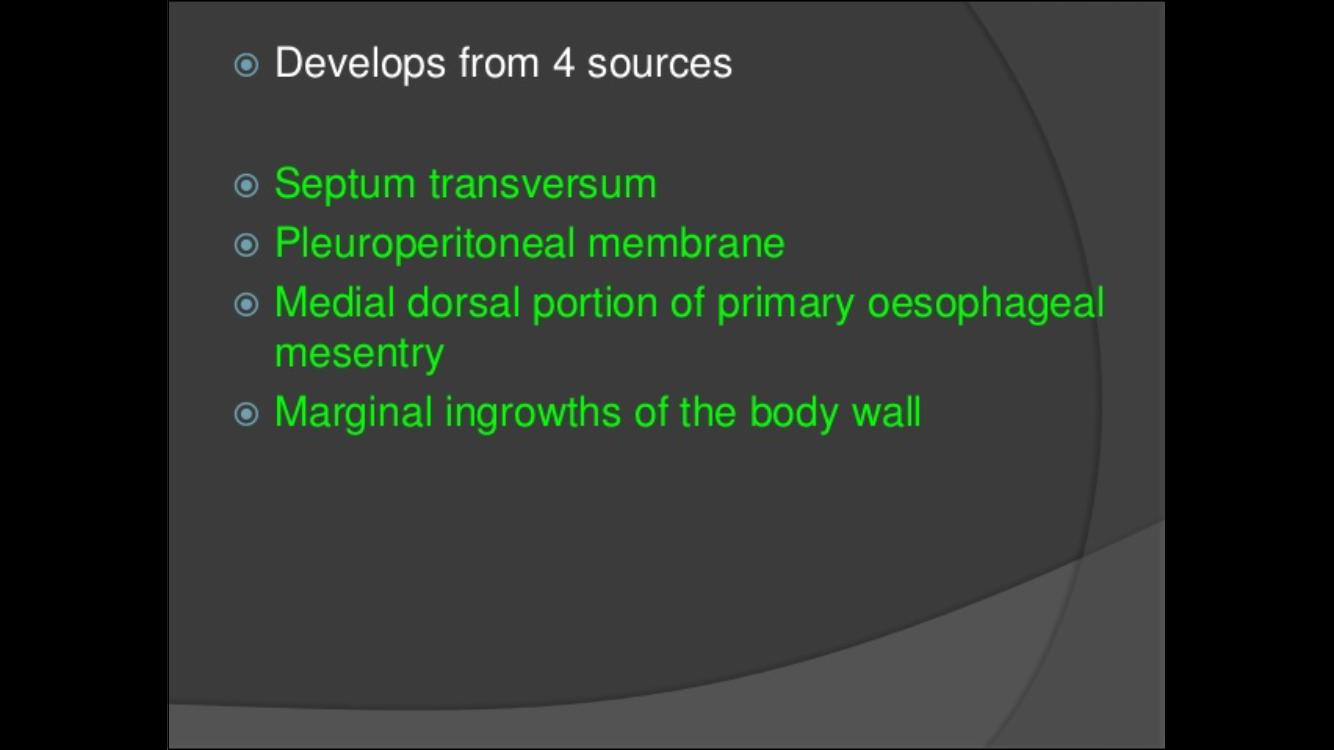 Develops from 4 sources
Septum transversum
Pleuroperitoneal membrane
Medial dorsal portion of primary oesophageal
mesentry
Marginal ingrowths of the body wall